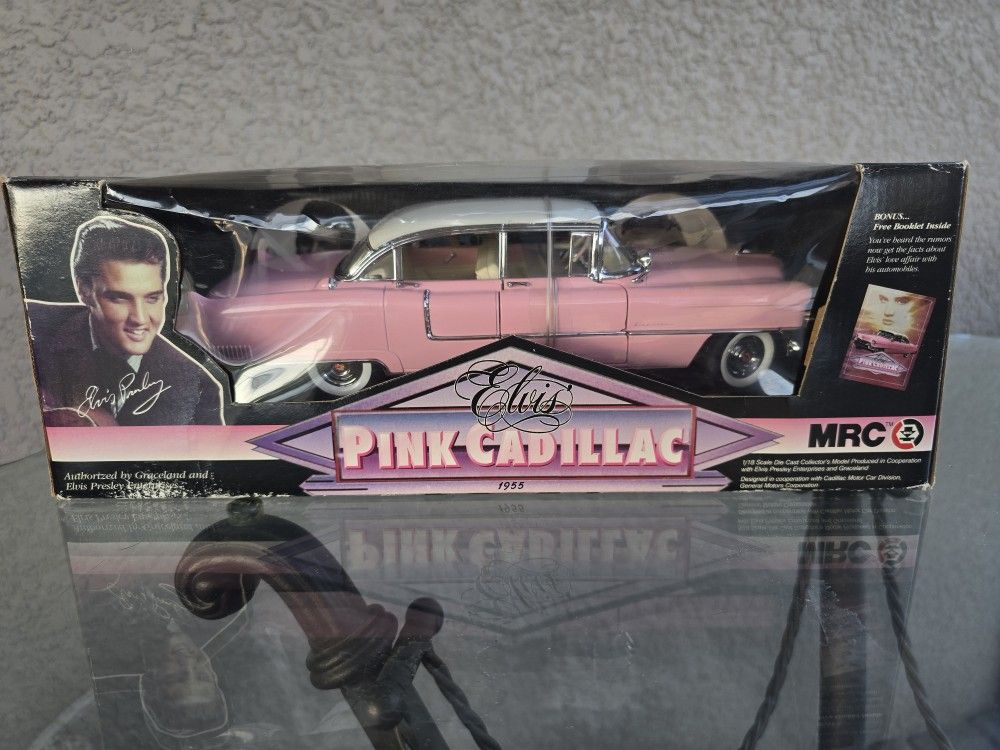 Elvis Presley
Authorized by Graceland and
Elvis Presley Enterprises
Elvis'
PINK CADILLAC
1955
BONUS...
Free Booklet Inside
You've heard the rumors
now get the facts about
Elvis' love affair with
his automobiles.
PINK CADILLAC
MRC™
1/18 Scale Die Cast Collector's Model Produced in Cooperation
with Elvis Presley Enterprises and Graceland
Designed in cooperation with Cadillac Motor Car Division,
General Motors Corporation